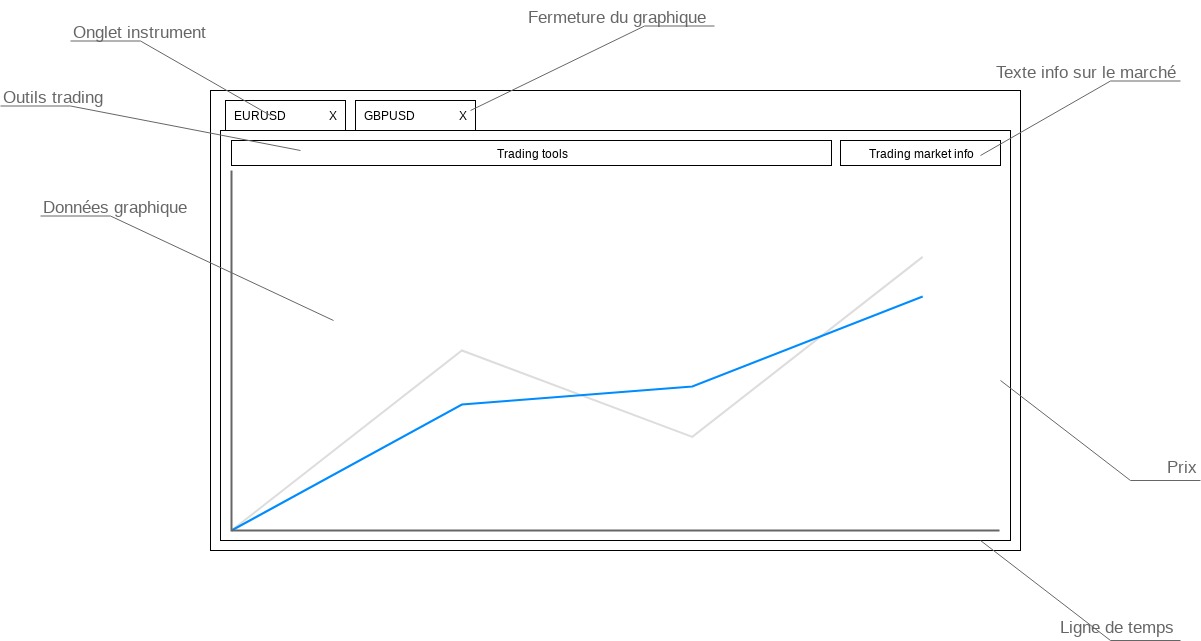 Fermeture du graphique
Onglet instrument
Texte info sur le marché
Outils trading
EURUSD X
GBPUSD X
Trading tools
Trading market info
Données graphique
Prix
Ligne de temps